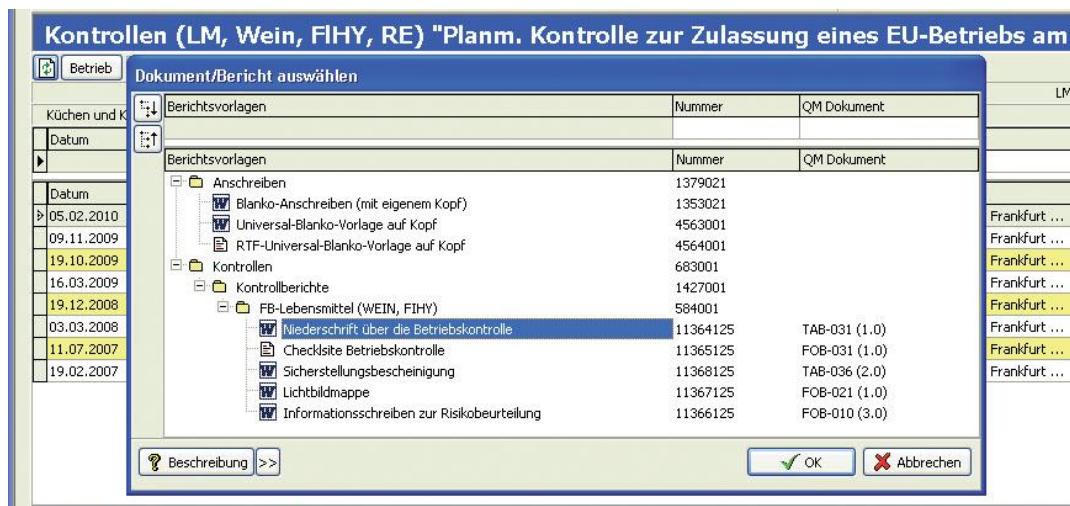 Kontrollen (LM, Wein, FlHY, RE) "Planm. Kontrolle zur Zulassung eines EU-Betriebs am
Betrieb
Dokument/Bericht auswählen
LM
Küchen und K
Berichtsvorlagen Nummer QM Dokument
Datum
Berichtsvorlagen Nummer QM Dokument
Anschreiben 1379021
Datum
Blanko-Anschreiben (mit eigenem Kopf) 1353021
05.02.2010 Universal-Blanko-Vorlage auf Kopf 4563001 Frankfurt ...
09.11.2009 RTF-Universal-Blanko-Vorlage auf Kopf 4564001 Frankfurt ...
19.10.2009 Kontrollen 683001 Frankfurt ...
16.03.2009 Kontrollberichte 1427001 Frankfurt ...
19.12.2008 FB-Lebensmittel (WEIN, FIHY) 584001 Frankfurt ...
03.03.2008 Niederschrift über die Betriebskontrolle 11364125 TAB-031 (1.0) Frankfurt ...
11.07.2007 Checklsite Betriebskontrolle 11365125 FOB-031 (1.0) Frankfurt ...
19.02.2007 Sicherstellungsbescheinigung 11368125 TAB-036 (2.0) Frankfurt ...
Lichtbildmappe 11367125 FOB-021 (1.0)
Informationsschreiben zur Risikobeurteilung 11366125 FOB-010 (3.0)
Beschreibung >> OK Abbrechen